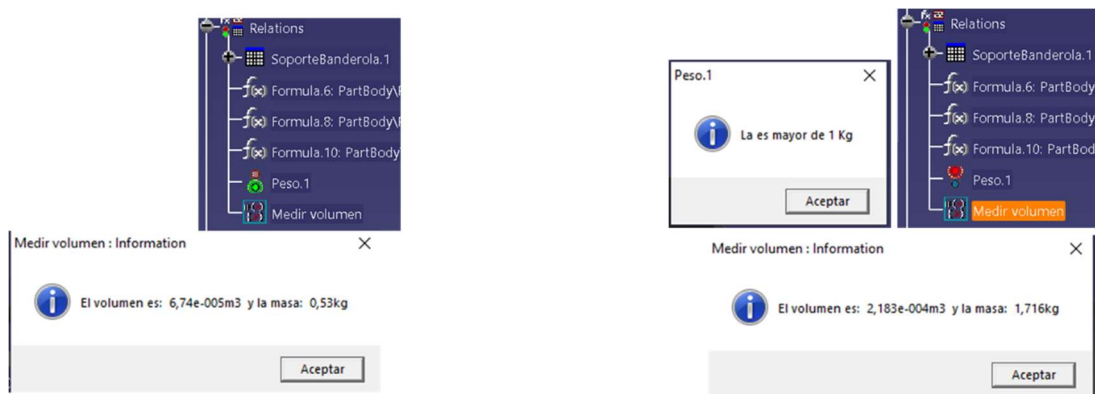 Relations
SoporteBanderola.1
Formula.6: PartBody\
Formula.8: PartBody\
Formula.10: PartBody
Peso.1
Medir volumen
Medir volumen : Information
El volumen es: 6,74e-005m3 y la masa: 0,53kg
Aceptar
Peso.1
La es mayor de 1 Kg
Aceptar
Relations
SoporteBanderola.1
Formula.6: PartBody
Formula.8: PartBody
Formula.10: PartBod
Peso.1
Medir volumen
Medir volumen : Information
El volumen es: 2,183e-004m3 y la masa: 1,716kg
Aceptar